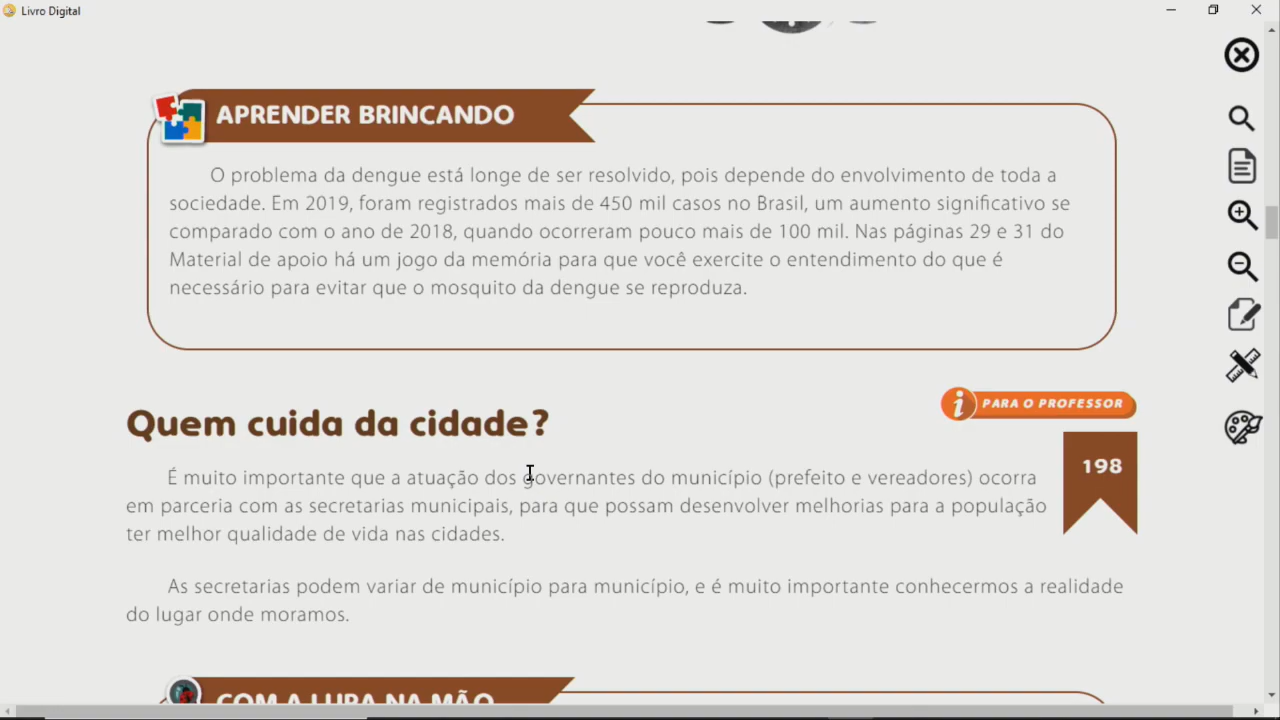 Livro Digital
APRENDER BRINCANDO
O problema da dengue está longe de ser resolvido, pois depende do envolvimento de toda a
sociedade. Em 2019, foram registrados mais de 450 mil casos no Brasil, um aumento significativo se
comparado com o ano de 2018, quando ocorreram pouco mais de 100 mil. Nas páginas 29 e 31 do
Material de apoio há um jogo da memória para que você exercite o entendimento do que é
necessário para evitar que o mosquito da dengue se reproduza.
PARA O PROFESSOR
Quem cuida da cidade?
198
É muito importante que a atuação dos governantes do município (prefeito e vereadores) ocorra
em parceria com as secretarias municipais, para que possam desenvolver melhorias para a população
ter melhor qualidade de vida nas cidades.
As secretarias podem variar de município para município, e é muito importante conhecermos a realidade
do lugar onde moramos.
COM A LUPA NA MÃO